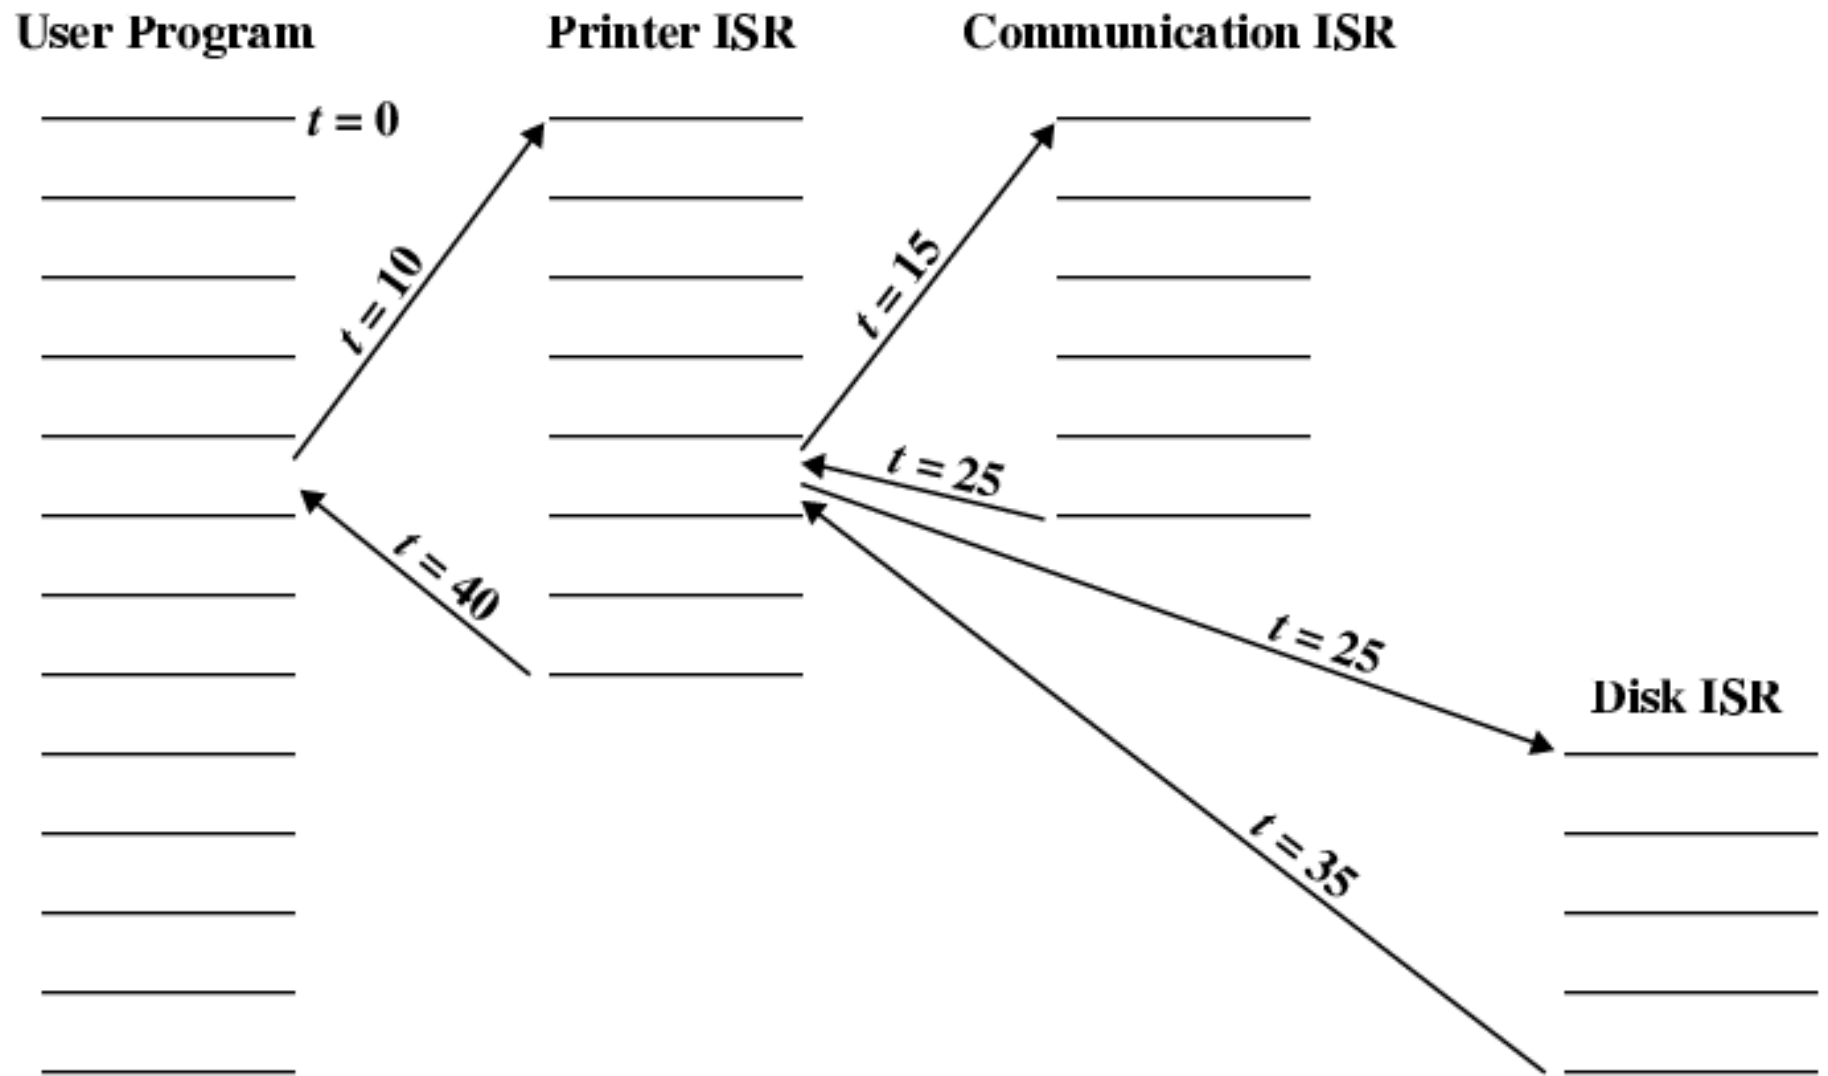 User Program
Printer ISR
Communication ISR
t = 0
t = 10
t = 15
t = 25
t = 40
t = 25
Disk ISR
t = 35